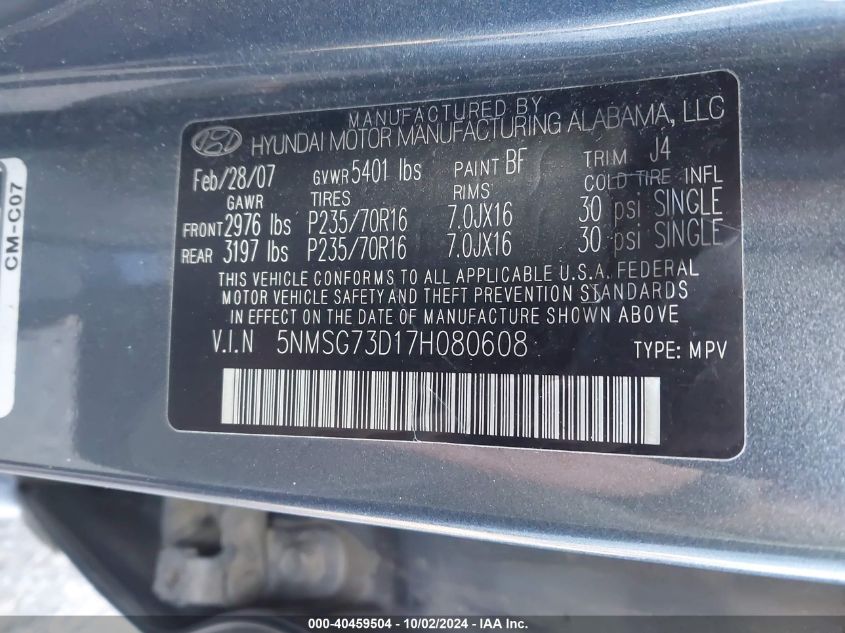 MANUFACTURED BY
HYUNDAI MOTOR MANUFACTURING ALABAMA, LLC
Feb/28/07 GVWR 5401 lbs PAINT BF TRIM J4
GAWR TIRES RIMS COLD TIRE INFL
FRONT 2976 lbs P235/70R16 7.0JX16 30 psi SINGLE
REAR 3197 lbs P235/70R16 7.0JX16 30 psi SINGLE
THIS VEHICLE CONFORMS TO ALL APPLICABLE U.S.A. FEDERAL
MOTOR VEHICLE SAFETY AND THEFT PREVENTION STANDARDS
IN EFFECT ON THE DATE OF MANUFACTURE SHOWN ABOVE
V.I.N 5NMSG73D17H080608 TYPE: MPV
CM-C07
000-40459504 - 10/02/2024 - IAA Inc.